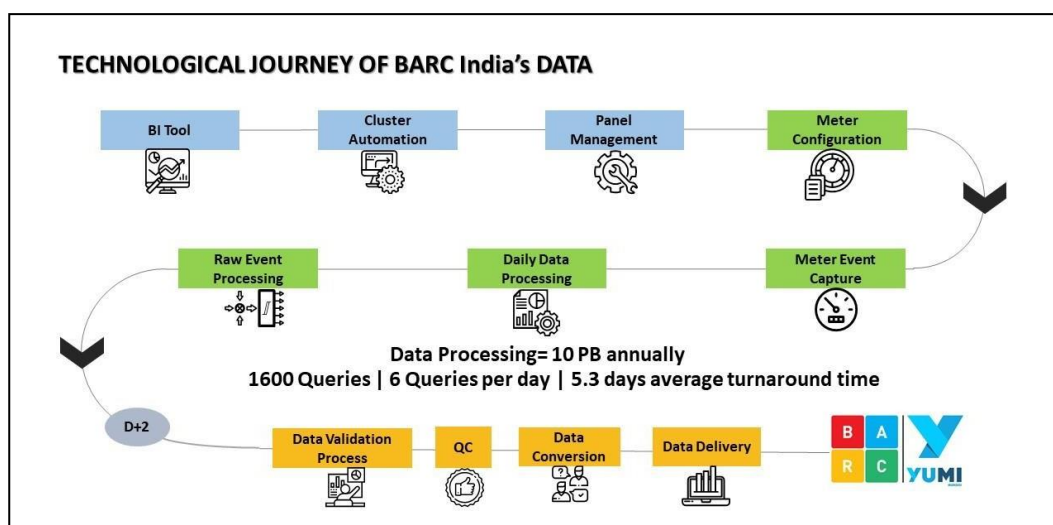 TECHNOLOGICAL JOURNEY OF BARC India's DATA
BI Tool
Cluster
Automation
Panel
Management
Meter
Configuration
Raw Event
Processing
Daily Data
Processing
Meter Event
Capture
Data Processing= 10 PB annually
1600 Queries | 6 Queries per day | 5.3 days average turnaround time
D+2
Data Validation
Process
QC
Data
Conversion
Data Delivery
B A
R C
YUMI